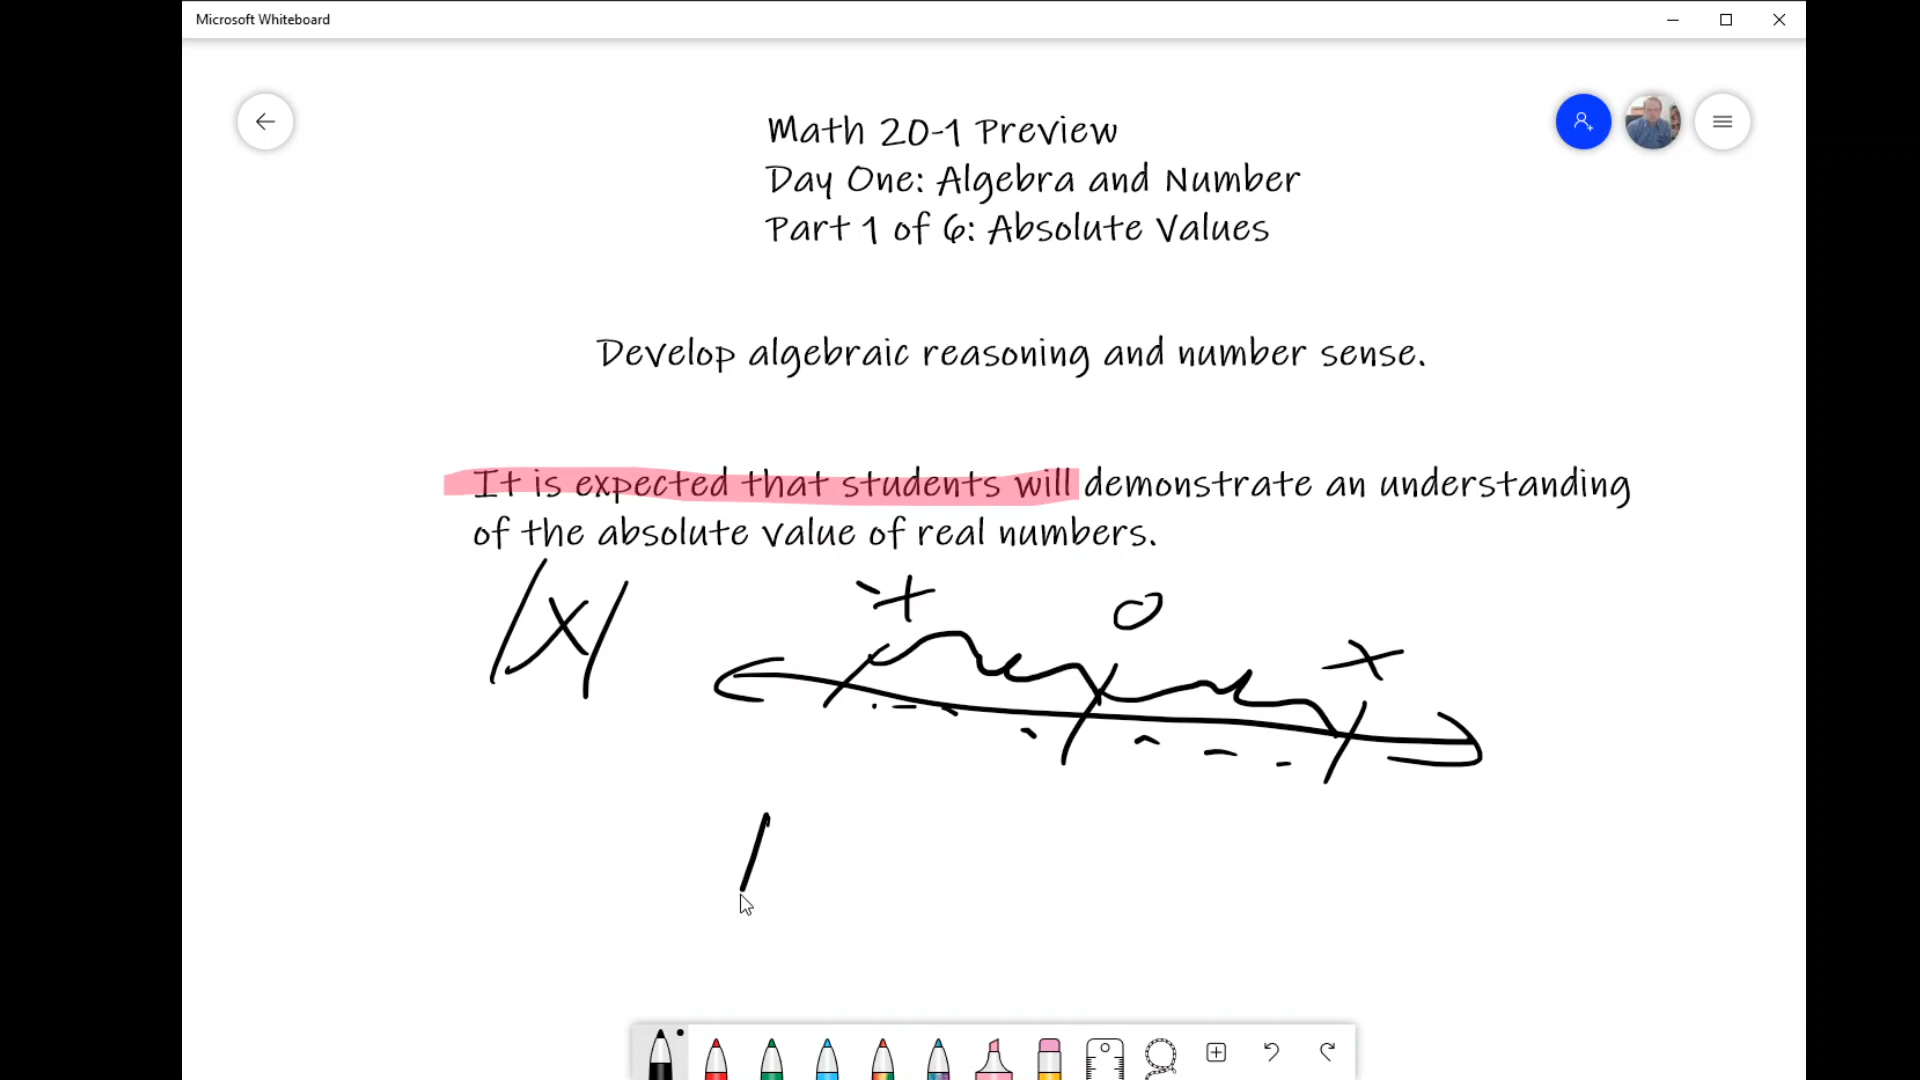 Microsoft Whiteboard
Math 20-1 Preview
Day One: Algebra and Number
Part 1 of 6: Absolute Values
Develop algebraic reasoning and number sense.
It is expected that students will demonstrate an understanding
of the absolute value of real numbers.
|x|
-x 0 x